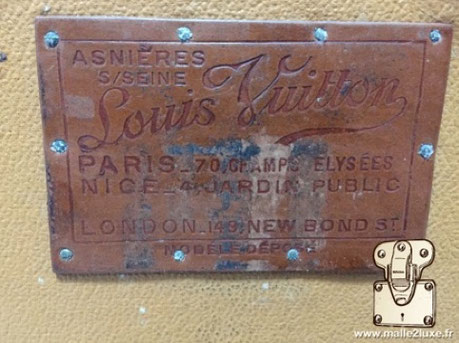 ASNIÈRES
S/SEINE
Louis Vuitton
PARIS_70,CHAMPS ELYSÉES
NICE_4,JARDIN PUBLIC
LONDON.149,NEW BOND ST.
MODELE DÉPOSÉ
www.malle2luxe.fr